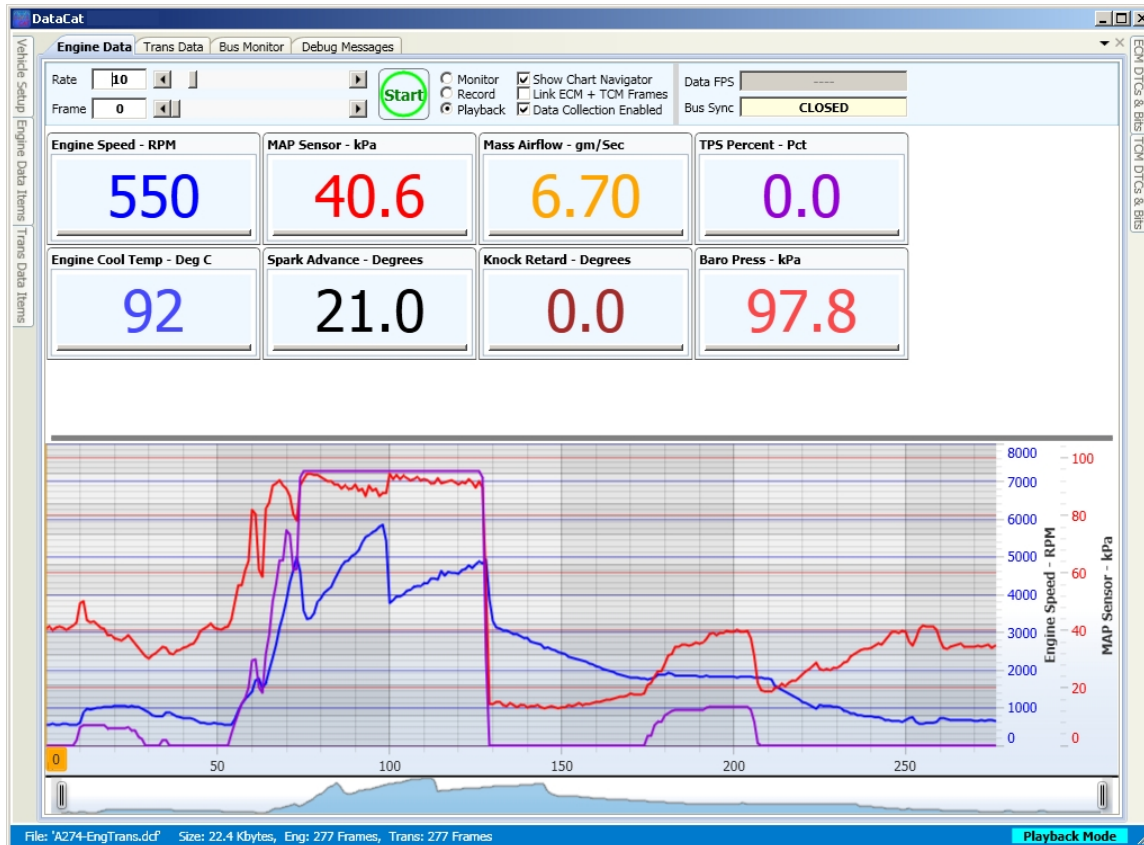 DataCat
Engine Data Trans Data Bus Monitor Debug Messages
Vehicle Setup Engine Data Items Trans Data Items
ECM DTCs & Bits TCM DTCs & Bits
Rate 10
Frame 0
Start
Monitor
Record
Playback
Show Chart Navigator
Link ECM + TCM Frames
Data Collection Enabled
Data FPS ----
Bus Sync CLOSED
Engine Speed - RPM MAP Sensor - kPa Mass Airflow - gm/Sec TPS Percent - Pct
550 40.6 6.70 0.0
Engine Cool Temp - Deg C Spark Advance - Degrees Knock Retard - Degrees Baro Press - kPa
92 21.0 0.0 97.8
8000
7000
6000
5000
4000
3000
2000
1000
0
Engine Speed - RPM
100
80
60
40
20
0
MAP Sensor - kPa
0 50 100 150 200 250
File: 'A274-EngTrans.dcf' Size: 22.4 Kbytes, Eng: 277 Frames, Trans: 277 Frames Playback Mode